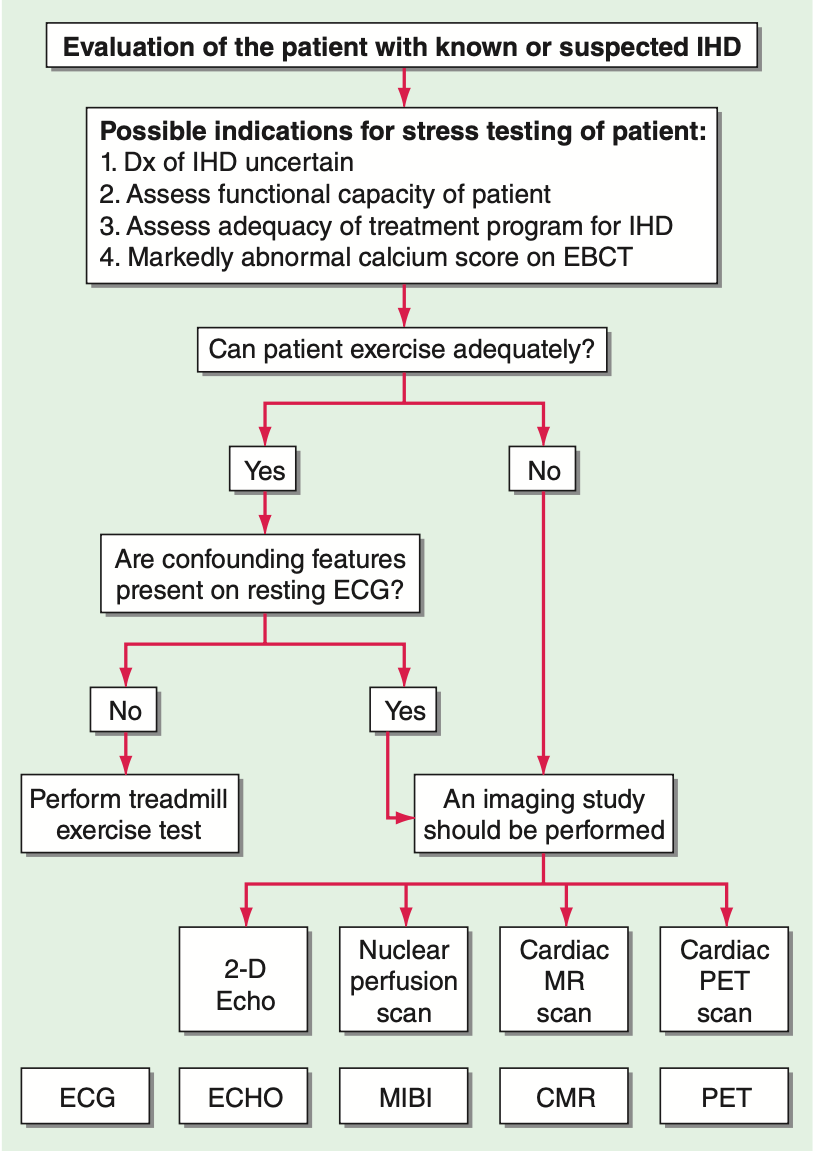 Evaluation of the patient with known or suspected IHD
Possible indications for stress testing of patient:
1. Dx of IHD uncertain
2. Assess functional capacity of patient
3. Assess adequacy of treatment program for IHD
4. Markedly abnormal calcium score on EBCT
Can patient exercise adequately?
Yes
No
Are confounding features
present on resting ECG?
No
Yes
Perform treadmill
exercise test
An imaging study
should be performed
2-D
Echo
Nuclear
perfusion
scan
Cardiac
MR
scan
Cardiac
PET
scan
ECG
ECHO
MIBI
CMR
PET